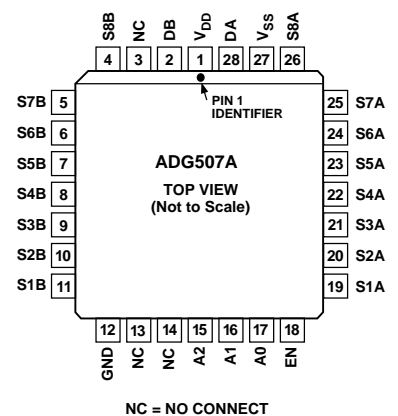 S8B NC DB VDD DA VSS S8A
4 3 2 1 28 27 26
PIN 1
IDENTIFIER
S7B 5
S6B 6
S5B 7
S4B 8
S3B 9
S2B 10
S1B 11
ADG507A
TOP VIEW
(Not to Scale)
25 S7A
24 S6A
23 S5A
22 S4A
21 S3A
20 S2A
19 S1A
12 13 14 15 16 17 18
GND NC NC A2 A1 A0 EN
NC = NO CONNECT